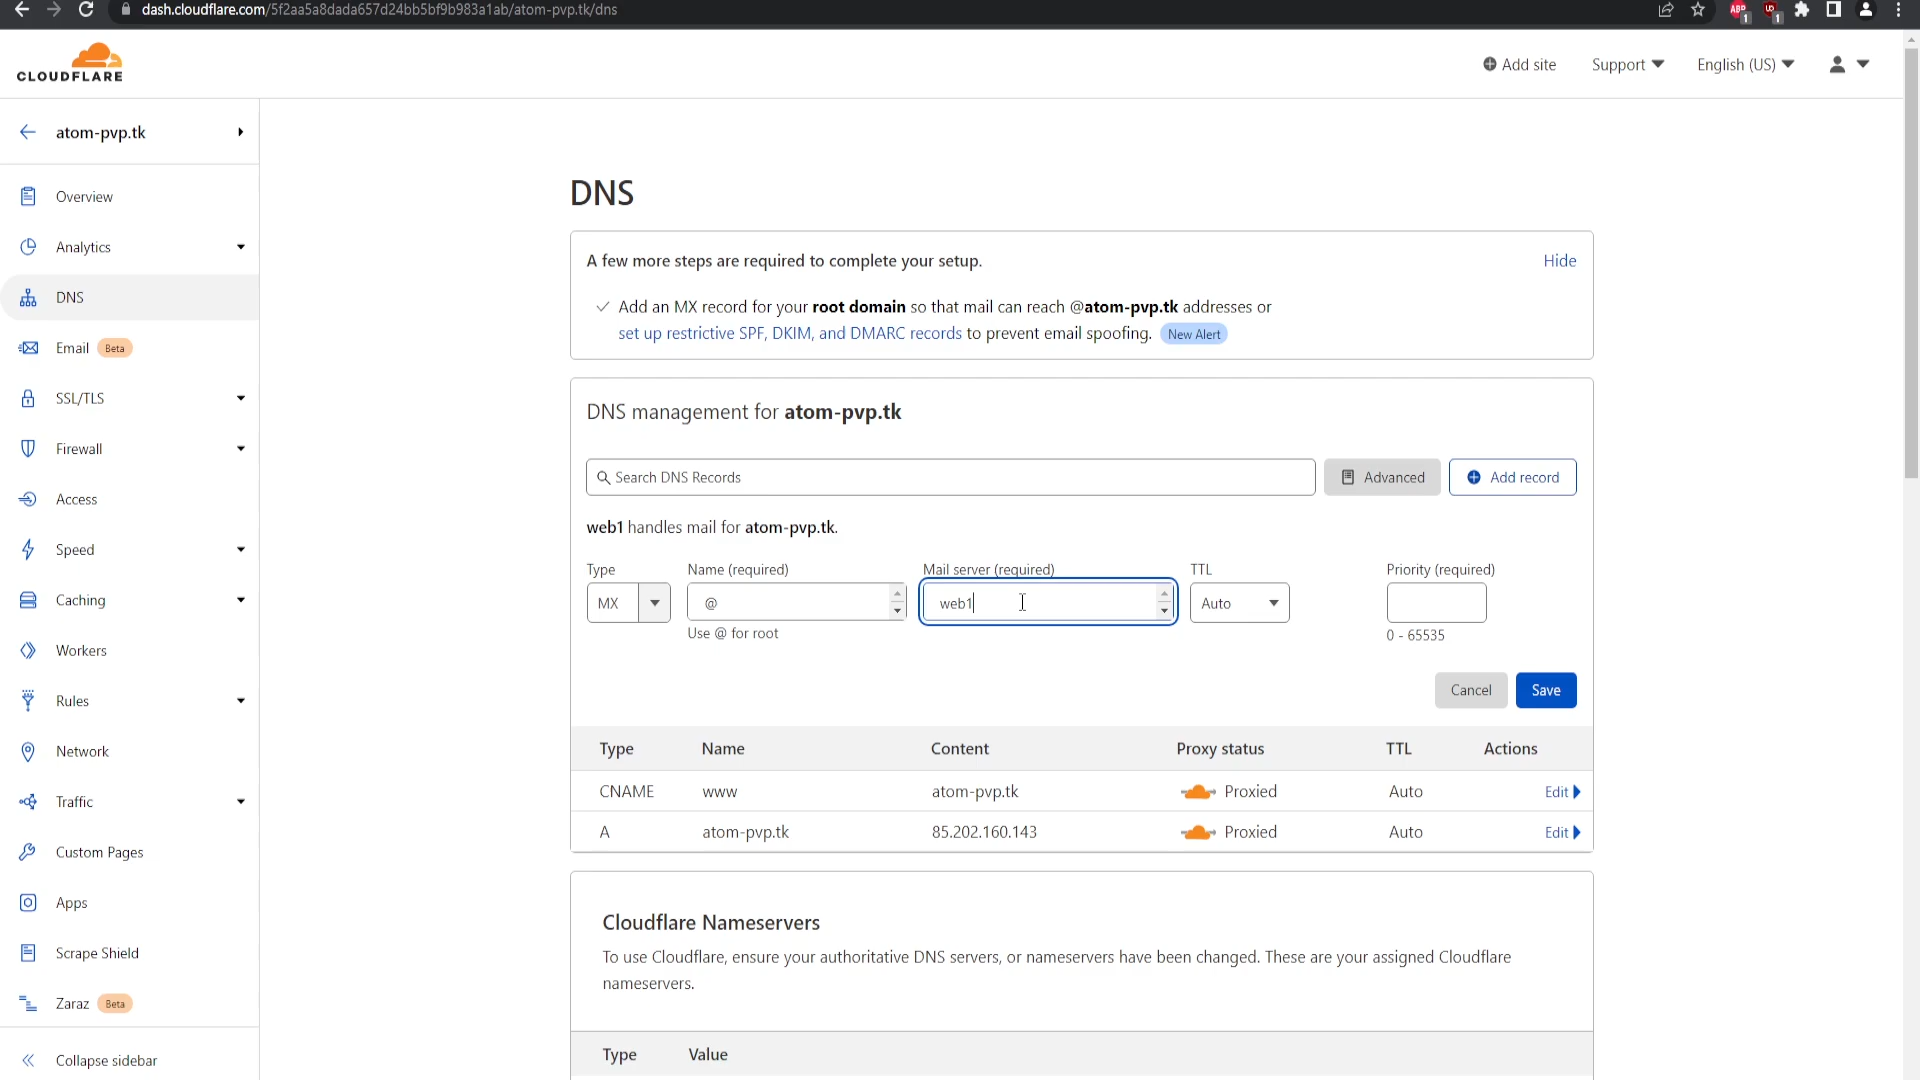 dash.cloudflare.com/5f2aa5a8dada657d24bb5bf9b983a1ab/atom-pvp.tk/dns
ABP 1
UO 1
CLOUDFLARE
Add site
Support
English (US)
atom-pvp.tk
Overview
Analytics
DNS
Email Beta
SSL/TLS
Firewall
Access
Speed
Caching
Workers
Rules
Network
Traffic
Custom Pages
Apps
Scrape Shield
Zaraz Beta
Collapse sidebar
DNS
A few more steps are required to complete your setup.
Hide
Add an MX record for your root domain so that mail can reach @atom-pvp.tk addresses or
set up restrictive SPF, DKIM, and DMARC records to prevent email spoofing. New Alert
DNS management for atom-pvp.tk
Search DNS Records
Advanced
Add record
web1 handles mail for atom-pvp.tk.
Type Name (required) Mail server (required) TTL Priority (required)
MX @ web1 Auto
Use @ for root
0 - 65535
Cancel Save
Type Name Content Proxy status TTL Actions
CNAME www atom-pvp.tk Proxied Auto Edit
A atom-pvp.tk 85.202.160.143 Proxied Auto Edit
Cloudflare Nameservers
To use Cloudflare, ensure your authoritative DNS servers, or nameservers have been changed. These are your assigned Cloudflare
nameservers.
Type Value